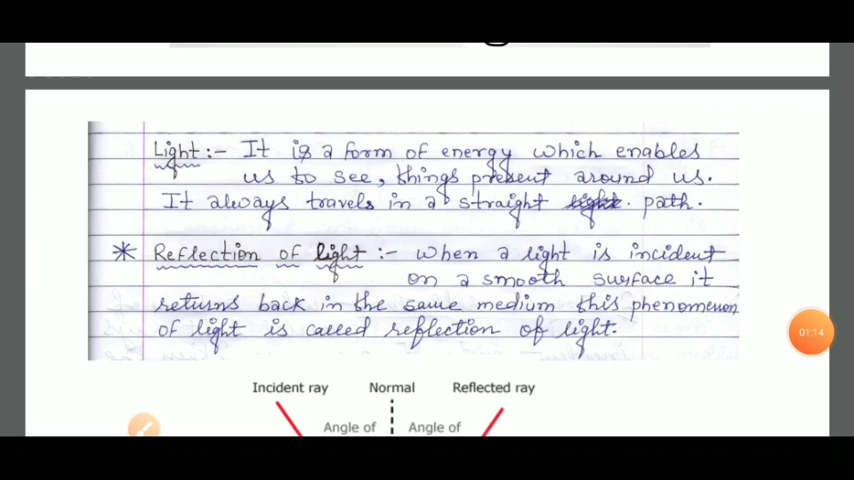 Light :- It is a form of energy which enables
us to see, things present around us.
It always travels in a straight light. path.
* Reflection of light :- When a light is incident
on a smooth surface it
returns back in the same medium this phenomenon
of light is called reflection of light.
Incident ray Normal Reflected ray
Angle of Angle of
01:14